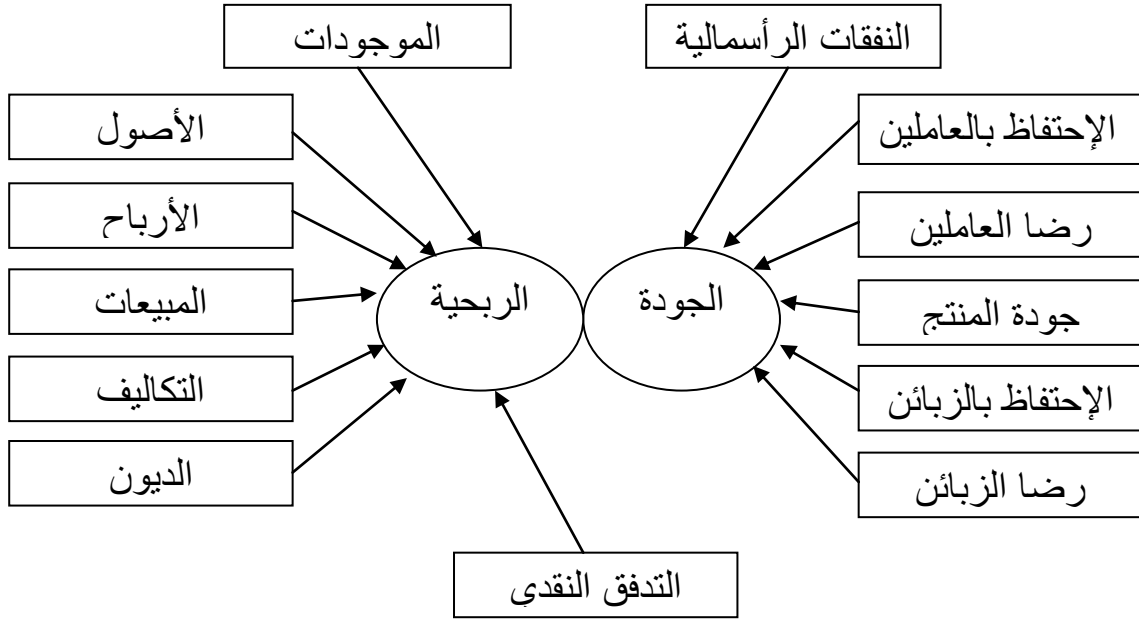 النفقات الرأسمالية
الموجودات
الإحتفاظ بالعاملين
الأصول
رضا العاملين
الأرباح
الجودة
الربحية
جودة المنتج
المبيعات
الإحتفاظ بالزبائن
التكاليف
رضا الزبائن
الديون
التدفق النقدي